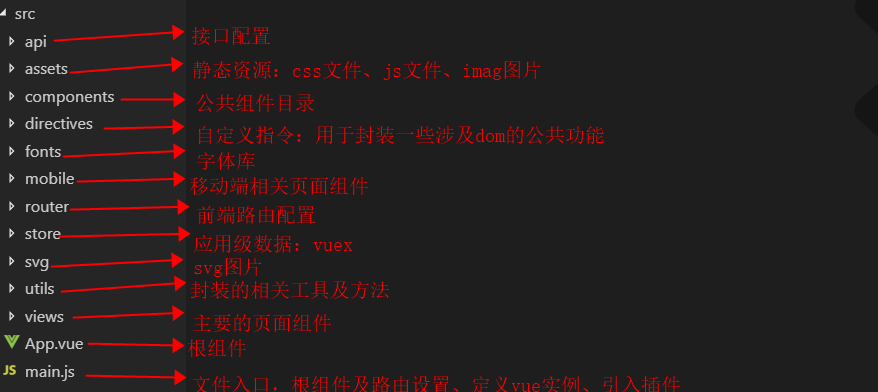 src
api 接口配置
assets 静态资源：css文件、js文件、imag图片
components 公共组件目录
directives 自定义指令：用于封装一些涉及dom的公共功能
fonts 字体库
mobile 移动端相关页面组件
router 前端路由配置
store 应用级数据：vuex
svg svg图片
utils 封装的相关工具及方法
views 主要的页面组件
App.vue 根组件
JS main.js 文件入口，根组件及路由设置、定义vue实例、引入插件